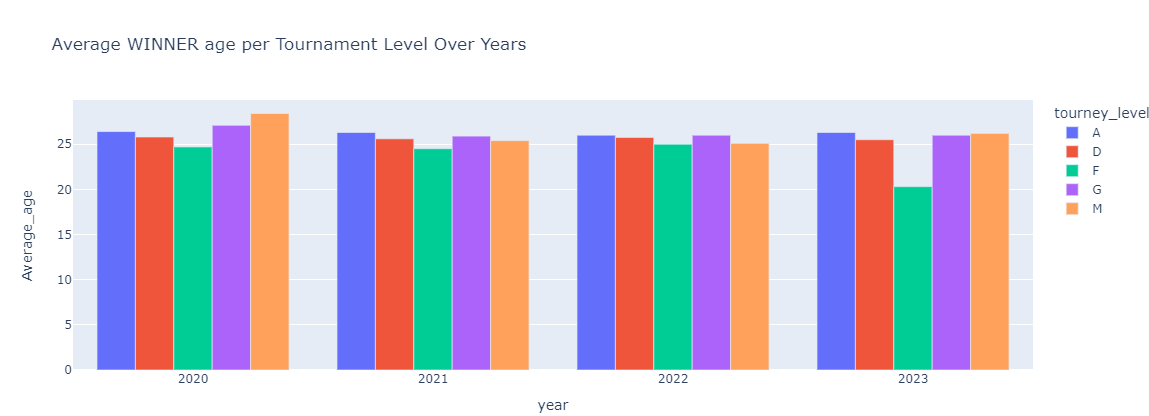 Average WINNER age per Tournament Level Over Years
tourney_level
A
D
F
G
M
Average_age
25
20
15
10
5
0
2020
2021
2022
2023
year